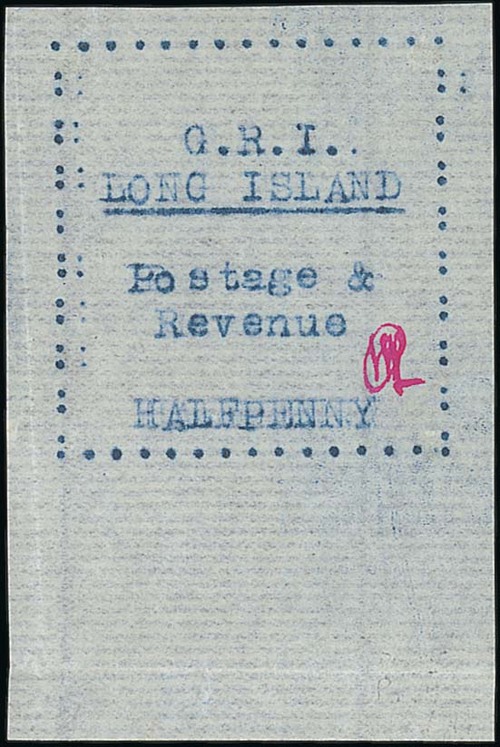 G.R.I..
LONG ISLAND
Postage &
Revenue
HALFPENNY